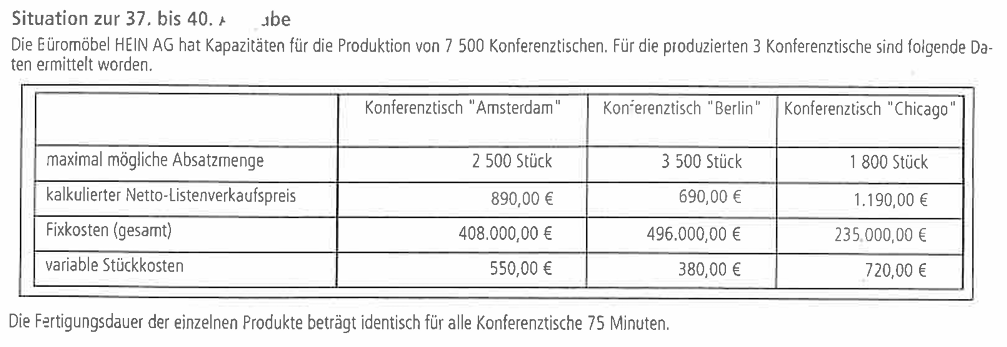 Situation zur 37. bis 40.
Die Büromöbel HEIN AG hat Kapazitäten für die Produktion von 7 500 Konferenztischen. Für die produzierten 3 Konferenztische sind folgende Da-
ten ermittelt worden.
Konferenztisch "Amsterdam" Konferenztisch "Berlin" Konferenztisch "Chicago"
maximal mögliche Absatzmenge 2 500 Stück 3 500 Stück 1 800 Stück
kalkulierter Netto-Listenverkaufspreis 890,00 € 690,00 € 1.190,00 €
Fixkosten (gesamt) 408.000,00 € 496.000,00 € 235.000,00 €
variable Stückkosten 550,00 € 380,00 € 720,00 €
Die Fertigungsdauer der einzelnen Produkte beträgt identisch für alle Konferenztische 75 Minuten.